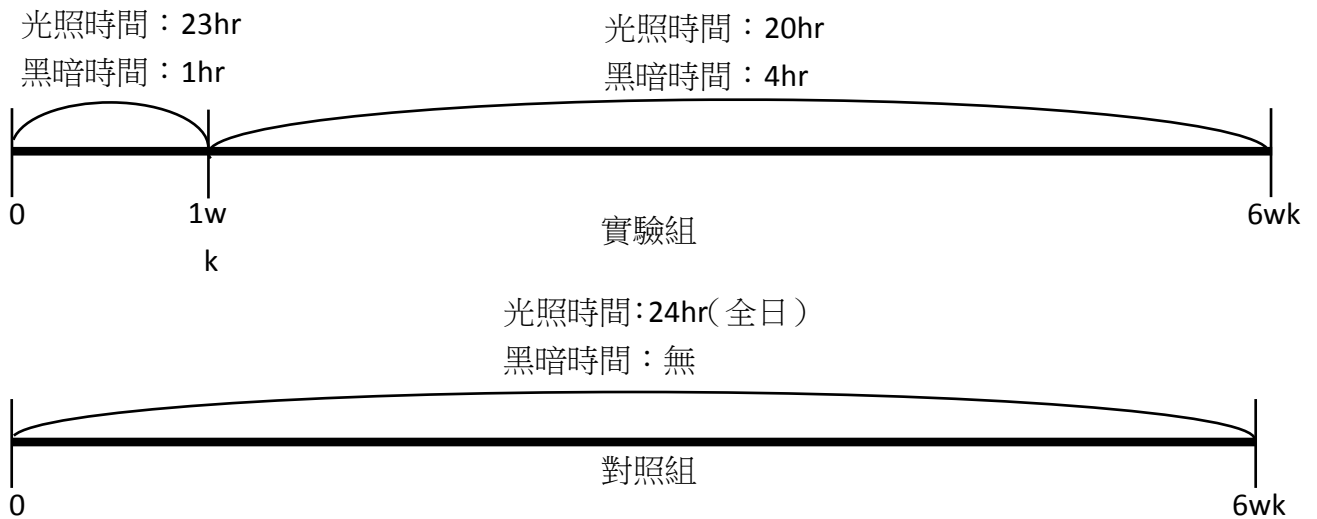 光照時間：23hr
黑暗時間：1hr
光照時間：20hr
黑暗時間：4hr
0
1w
k
實驗組
6wk
光照時間：24hr(全日)
黑暗時間：無
對照組
0
6wk